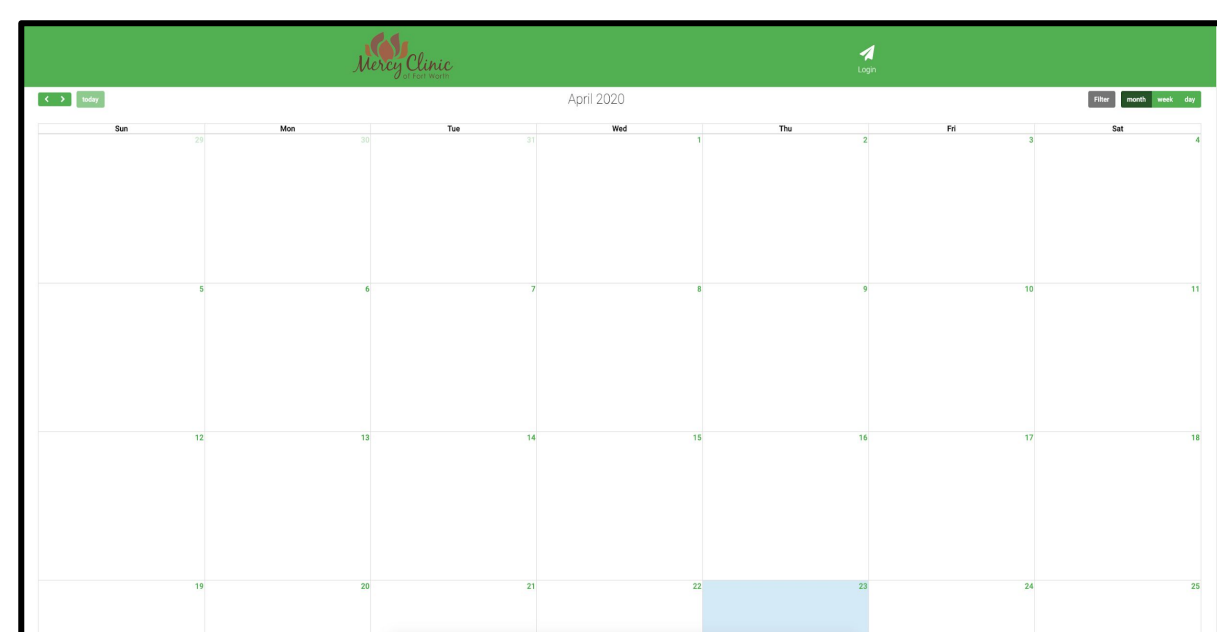 Mercy Clinic
of Fort Worth
Login
today
April 2020
Filter month week day
Sun Mon Tue Wed Thu Fri Sat
29 30 31 1 2 3 4
5 6 7 8 9 10 11
12 13 14 15 16 17 18
19 20 21 22 23 24 25